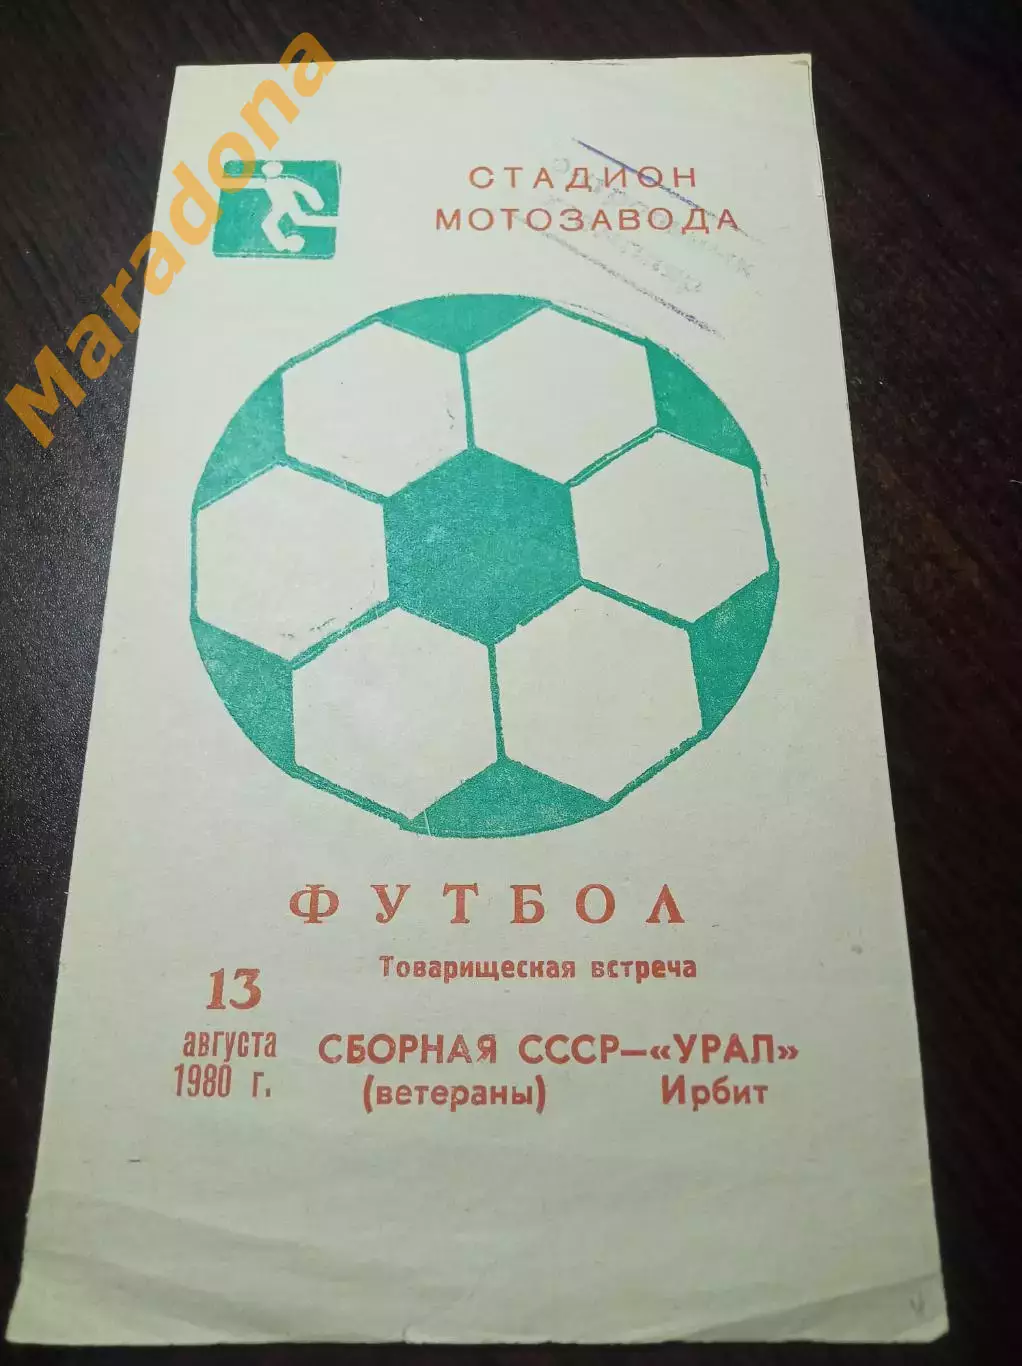 Maradona
СТАДИОН
МОТОЗАВОДА
ФУТБОЛ
Товарищеская встреча
13
августа
1980 г.
СБОРНАЯ СССР—«УРАЛ»
(ветераны) Ирбит